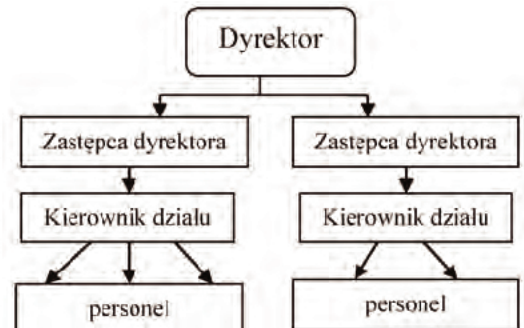 Dyrektor
Zastępca dyrektora
Zastępca dyrektora
Kierownik działu
Kierownik działu
personel
personel